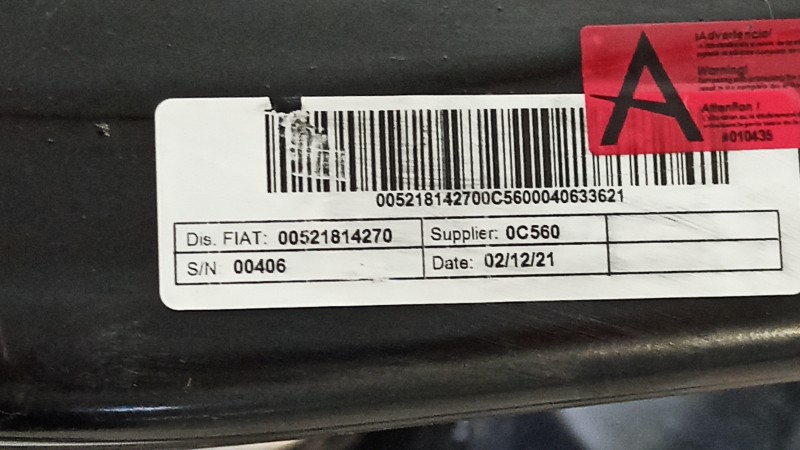 A
¡Advertencia!
Warning!
Attention !
#010435
005218142700C5600040633621
Dis. FIAT: 00521814270
Supplier: 0C560
S/N 00406
Date: 02/12/21